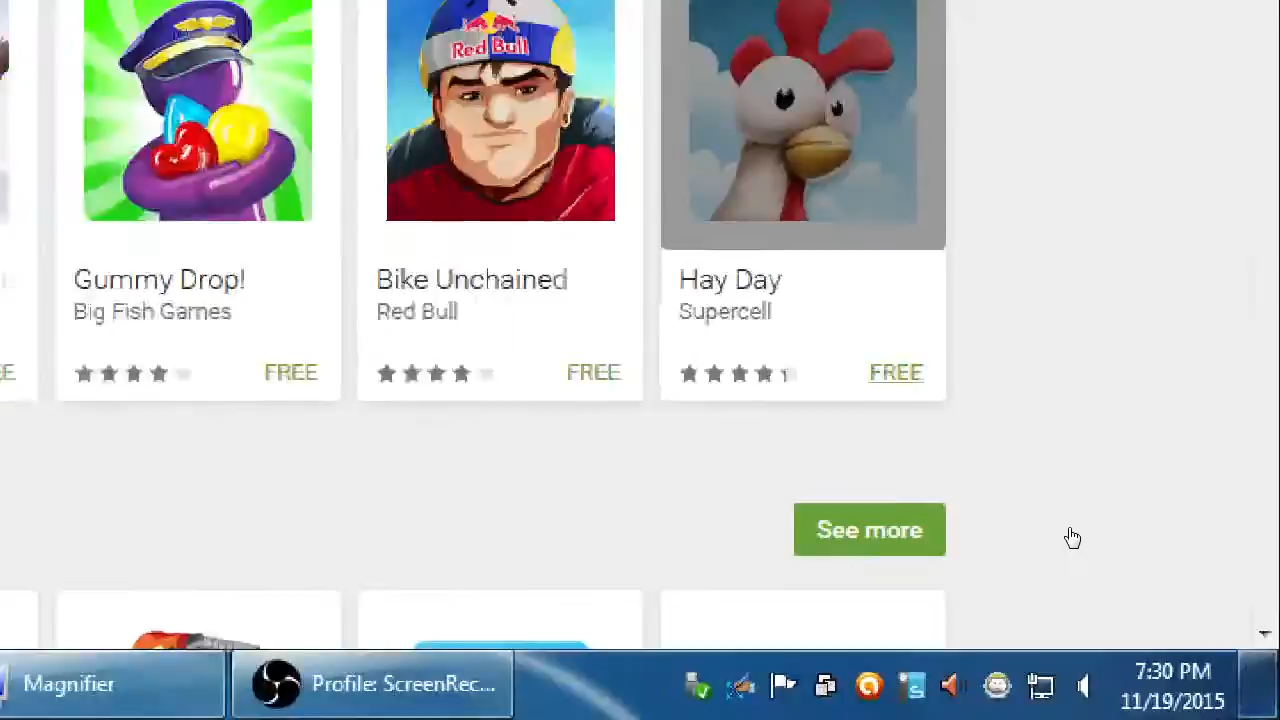 Red Bull
Gummy Drop!
Big Fish Games
FREE
Bike Unchained
Red Bull
FREE
Hay Day
Supercell
FREE
See more
Magnifier
Profile: ScreenRec...
7:30 PM
11/19/2015